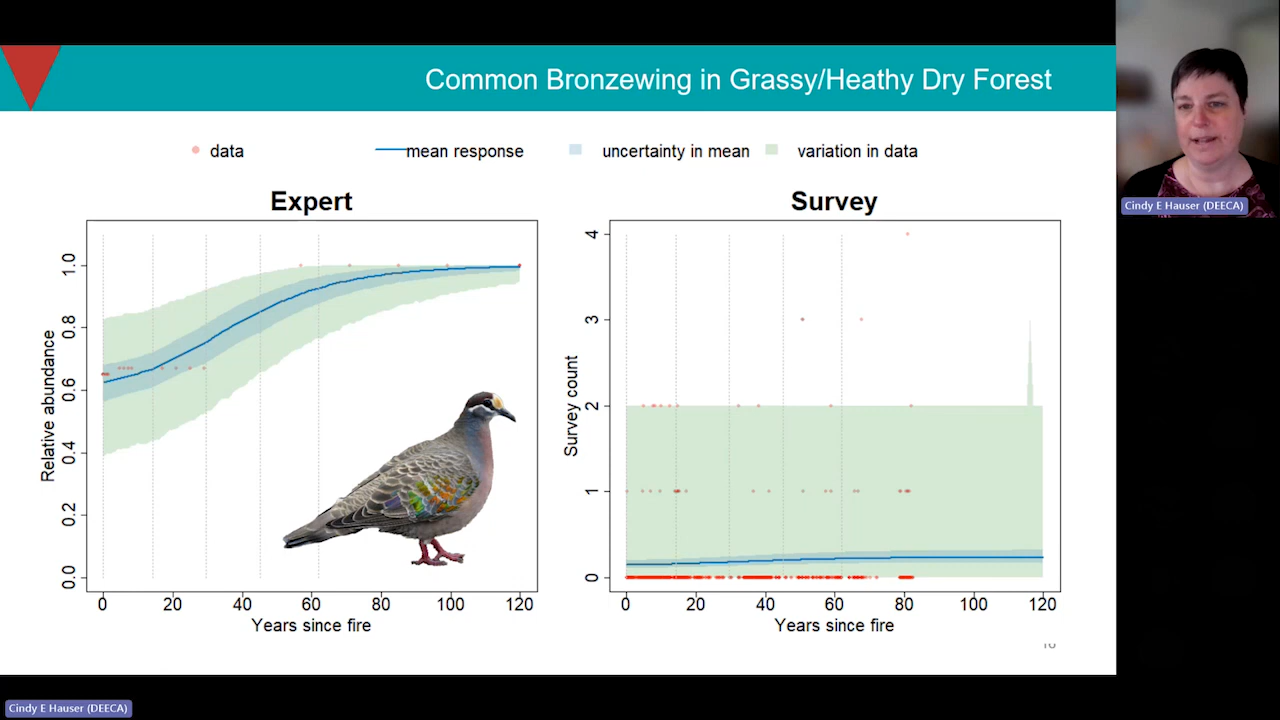 Common Bronzewing in Grassy/Heathy Dry Forest
data mean response uncertainty in mean variation in data
Expert
Relative abundance
1.0
0.8
0.6
0.4
0.2
0.0
0 20 40 60 80 100 120
Years since fire
Survey
Survey count
4
3
2
1
0
0 20 40 60 80 100 120
Years since fire
Cindy E Hauser (DEECA)
Cindy E Hauser (DEECA)